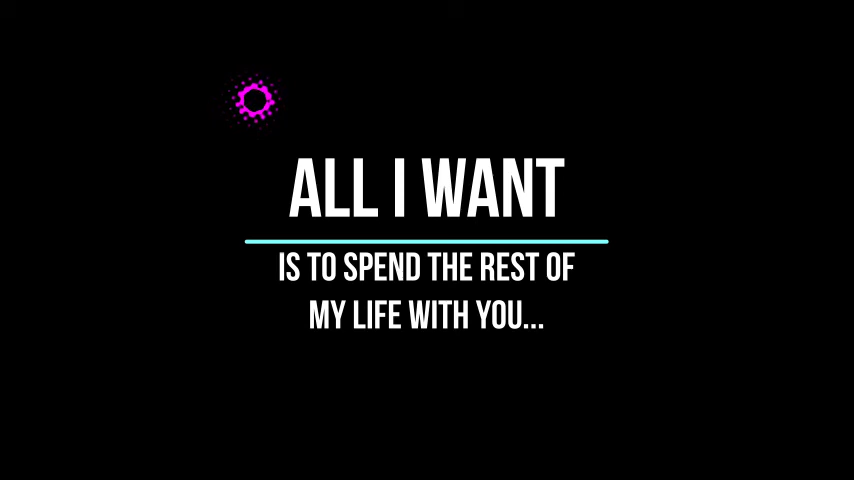 ALL I WANT
IS TO SPEND THE REST OF
MY LIFE WITH YOU...